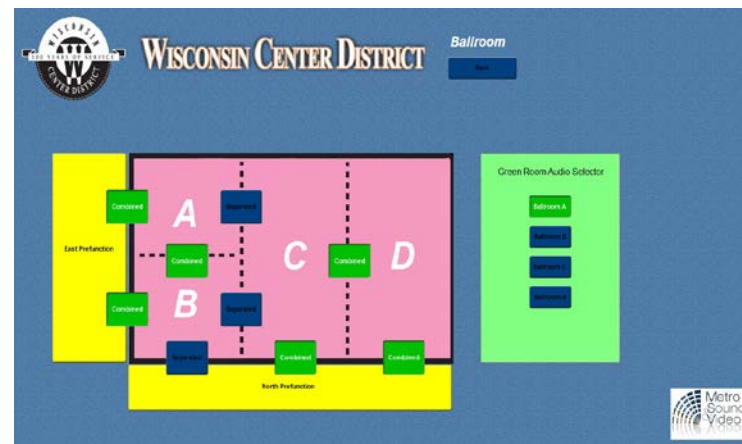 WISCONSIN
100 YEARS OF SERVICE
CENTER DISTRICT
WISCONSIN CENTER DISTRICT
Ballroom
Back
Green Room Audio Selector
Combined
A
Separated
Ballroom A
Ballroom B
East Prefunction
Combined
C
Combined
D
Ballroom C
Combined
B
Separated
Ballroom D
Separated
Combined
Combined
North Prefunction
Metro
Sound
Video